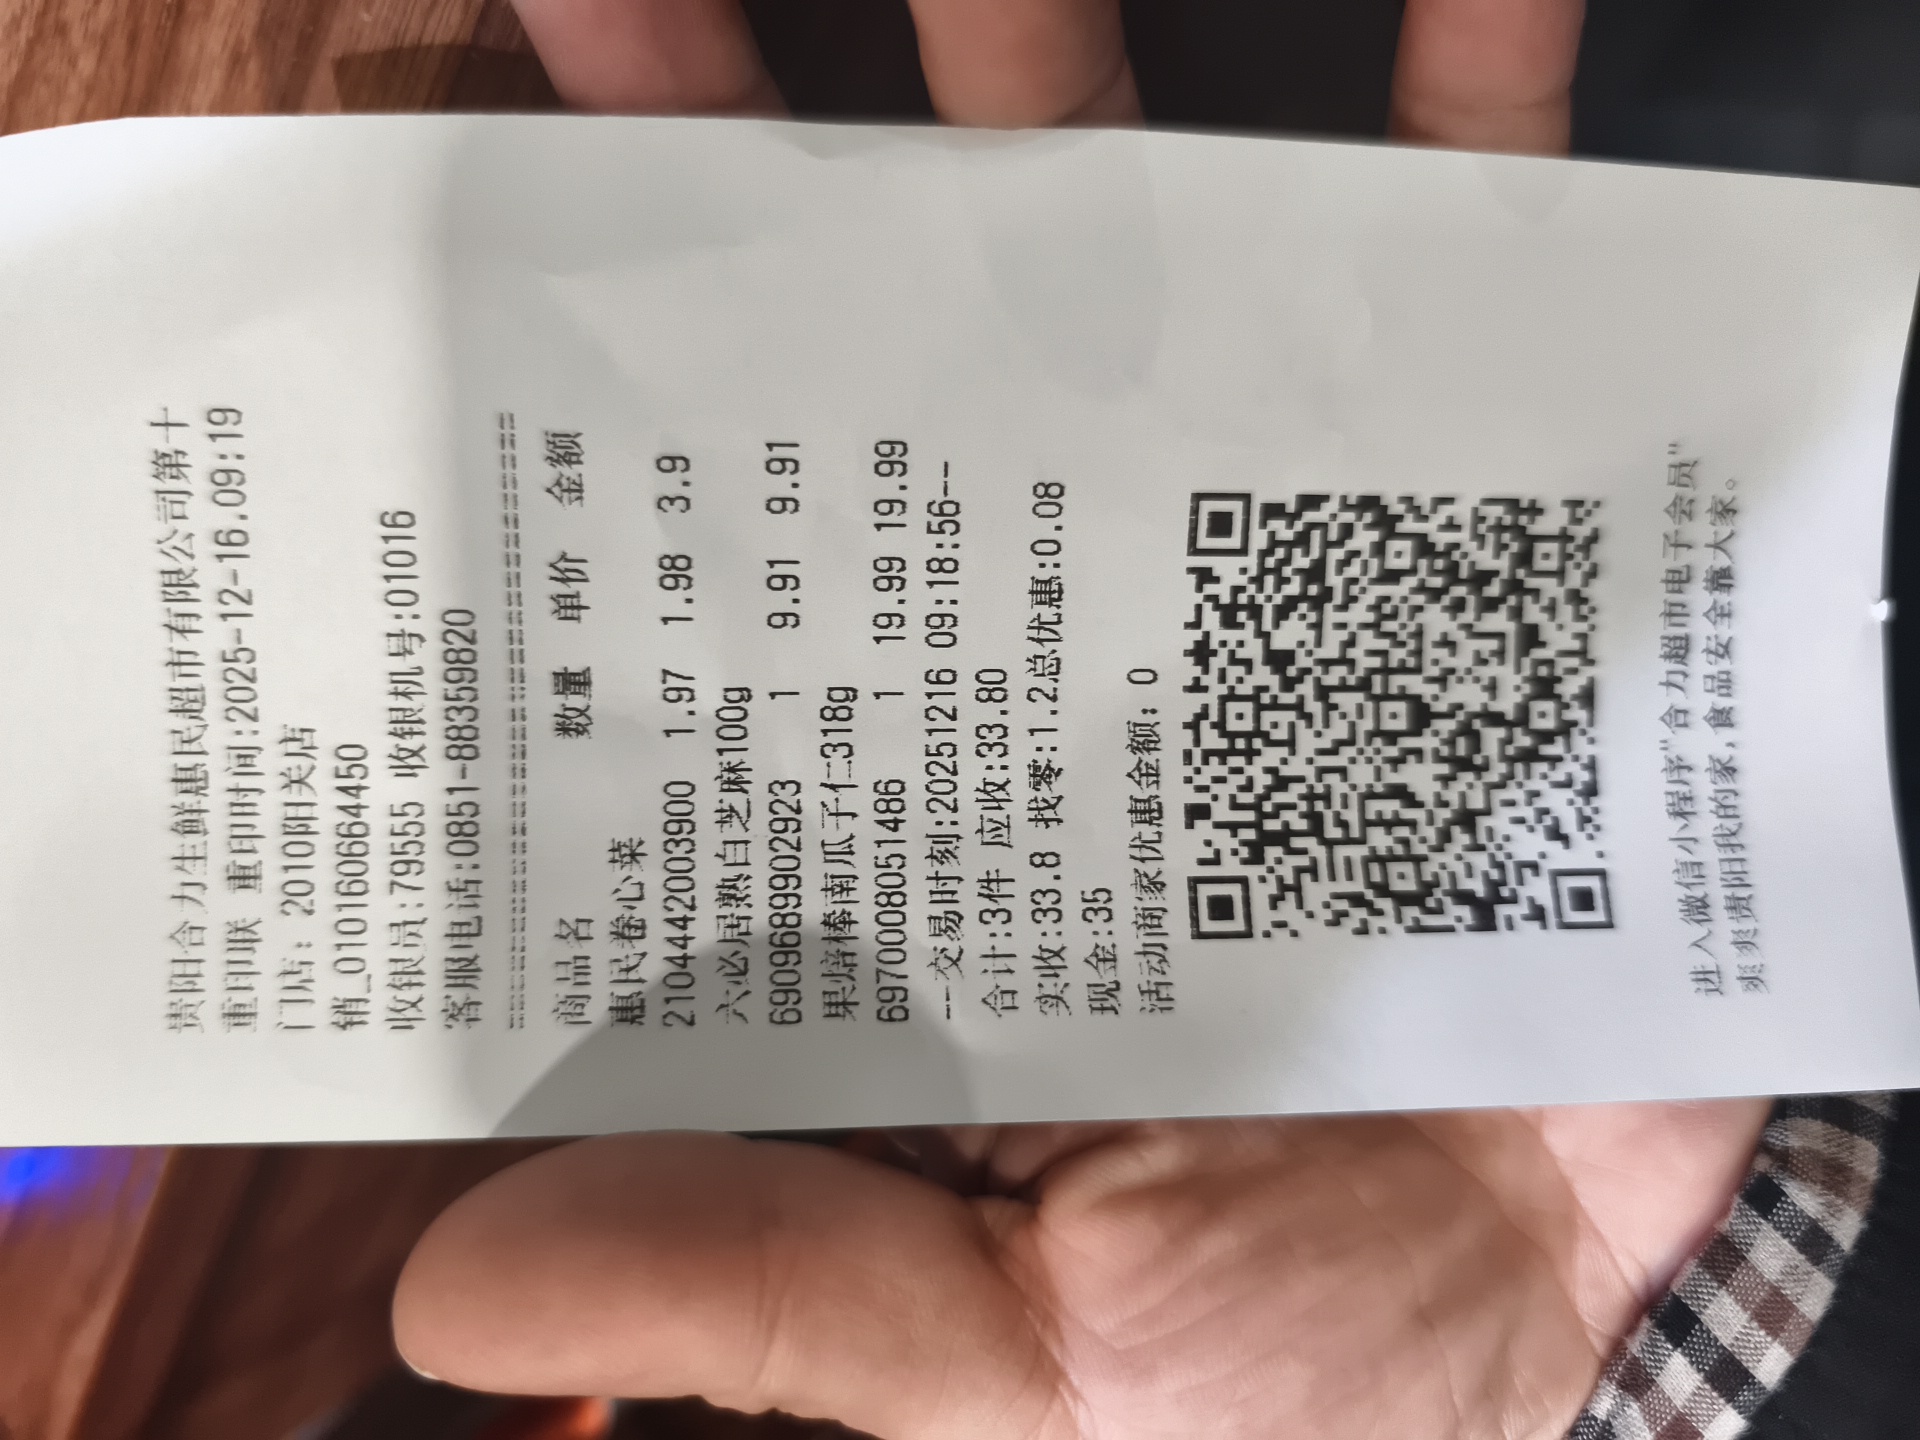 贵阳合力生鲜惠民超市有限公司第十
重印联 重印时间:2025-12-16.09:19
门店: 2010阳关店
销_0101606644​50
收银员:79555 收银机号:01016
客服电话:0851-88359820
================================
商品名 数量 单价 金额
惠民卷心菜
2104442003900 1.97 1.98 3.9
六必居熟白芝麻100g
6909689902923 1 9.91 9.91
果焙棒南瓜子仁318g
6970008051486 1 19.99 19.99
--交易时刻:20251216 09:18:56--
合计:3件 应收:33.80
实收:33.8 找零:1.2总优惠:0.08
现金:35
活动商家优惠金额: 0
进入微信小程序"合力超市电子会员"
爽爽贵阳我的家,食品安全靠大家。